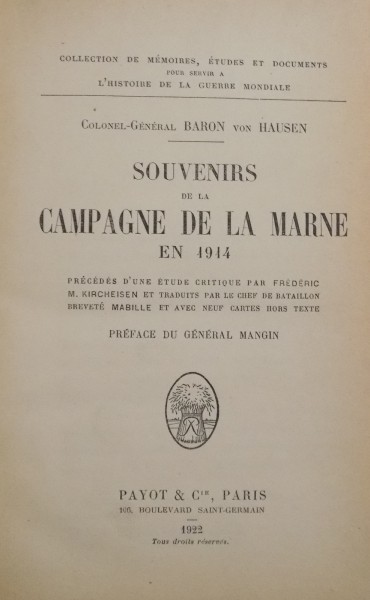 COLLECTION DE MÉMOIRES, ÉTUDES ET DOCUMENTS
POUR SERVIR A
L'HISTOIRE DE LA GUERRE MONDIALE
COLONEL-GÉNÉRAL BARON VON HAUSEN
SOUVENIRS
DE LA
CAMPAGNE DE LA MARNE
EN 1914
PRÉCÉDÉS D'UNE ÉTUDE CRITIQUE PAR FRÉDÉRIC
M. KIRCHEISEN ET TRADUITS PAR LE CHEF DE BATAILLON
BREVETÉ MABILLE ET AVEC NEUF CARTES HORS TEXTE
PRÉFACE DU GÉNÉRAL MANGIN
PAYOT & Cie, PARIS
106, BOULEVARD SAINT-GERMAIN
1922
Tous droits réservés.